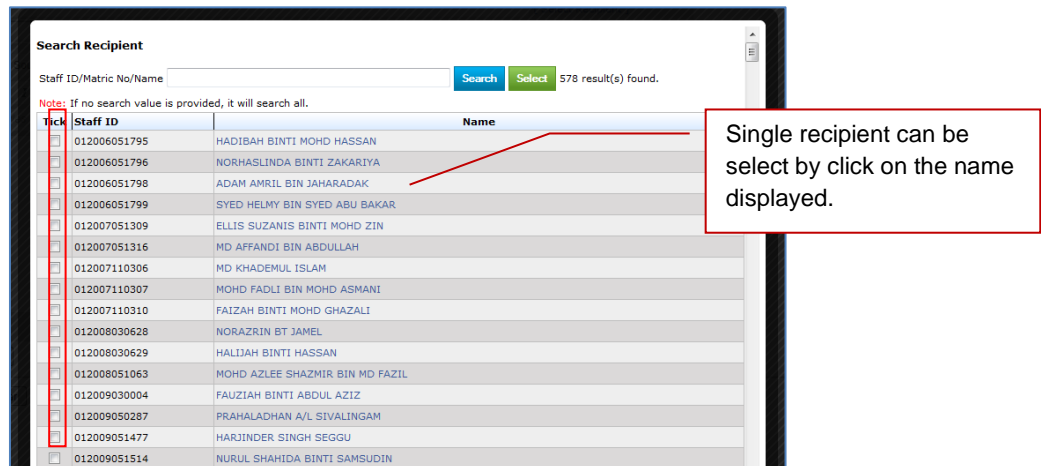 Search Recipient
Staff ID/Matric No/Name Search Select 578 result(s) found.
Note: If no search value is provided, it will search all.
Tick Staff ID Name
012006051795 HADIBAH BINTI MOHD HASSAN
012006051796 NORHASLINDA BINTI ZAKARIYA
012006051798 ADAM AMRIL BIN JAHARADAK
012006051799 SYED HELMY BIN SYED ABU BAKAR
012007051309 ELLIS SUZANIS BINTI MOHD ZIN
012007051316 MD AFFANDI BIN ABDULLAH
012007110306 MD KHADEMUL ISLAM
012007110307 MOHD FADLI BIN MOHD ASMANI
012007110310 FAIZAH BINTI MOHD GHAZALI
012008030628 NORAZRIN BT JAMEL
012008030629 HALIJAH BINTI HASSAN
012008051063 MOHD AZLEE SHAZMIR BIN MD FAZIL
012009030004 FAUZIAH BINTI ABDUL AZIZ
012009050287 PRAHALADHAN A/L SIVALINGAM
012009051477 HARJINDER SINGH SEGGU
012009051514 NURUL SHAHIDA BINTI SAMSUDIN
Single recipient can be
select by click on the name
displayed.